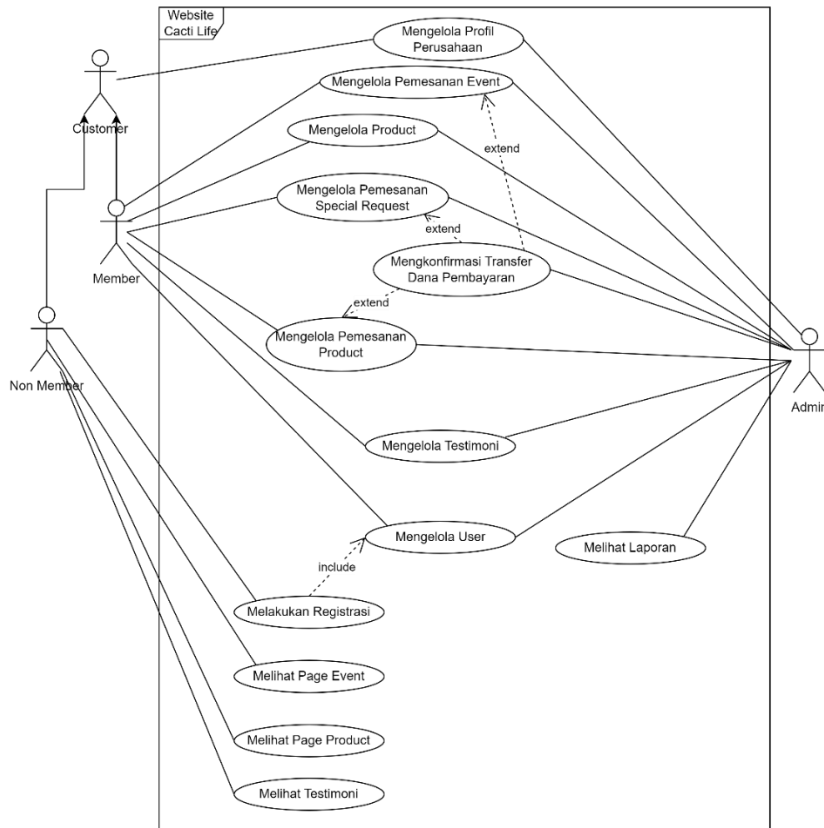 Website
Cacti Life
Mengelola Profil
Perusahaan
Mengelola Pemesanan Event
Customer
Mengelola Product
extend
Mengelola Pemesanan
Special Request
extend
Member
Mengkonfirmasi Transfer
Dana Pembayaran
extend
Mengelola Pemesanan
Product
Non Member
Admin
Mengelola Testimoni
Mengelola User
Melihat Laporan
include
Melakukan Registrasi
Melihat Page Event
Melihat Page Product
Melihat Testimoni